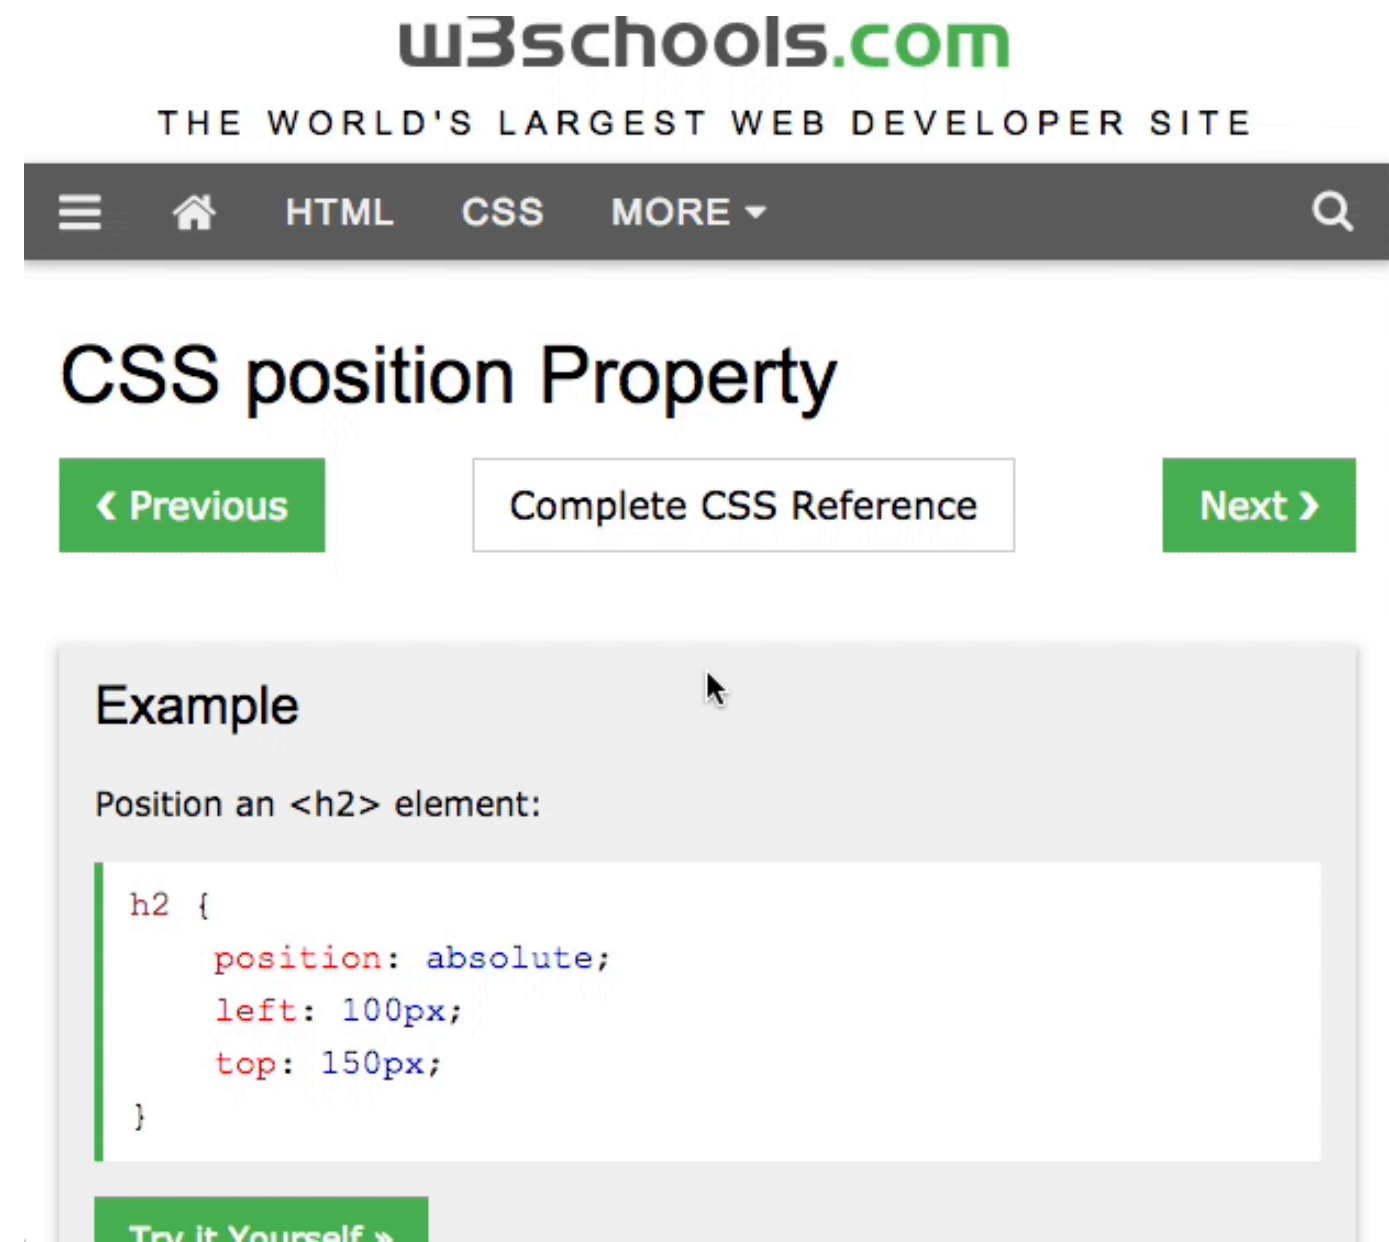 w3schools.com
THE WORLD'S LARGEST WEB DEVELOPER SITE
HTML CSS MORE
CSS position Property
❮ Previous
Complete CSS Reference
Next ❯
Example
Position an <h2> element:
h2 {
    position: absolute;
    left: 100px;
    top: 150px;
}
Try it Yourself »